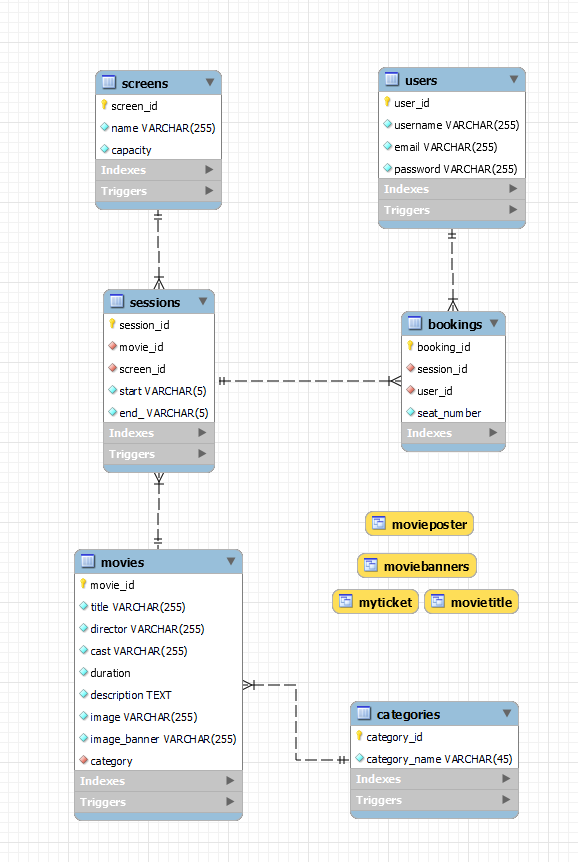 screens
screen_id
name VARCHAR(255)
capacity
Indexes
Triggers
users
user_id
username VARCHAR(255)
email VARCHAR(255)
password VARCHAR(255)
Indexes
Triggers
sessions
session_id
movie_id
screen_id
start VARCHAR(5)
end_ VARCHAR(5)
Indexes
Triggers
bookings
booking_id
session_id
user_id
seat_number
Indexes
movieposter
moviebanners
myticket
movietitle
movies
movie_id
title VARCHAR(255)
director VARCHAR(255)
cast VARCHAR(255)
duration
description TEXT
image VARCHAR(255)
image_banner VARCHAR(255)
category
Indexes
Triggers
categories
category_id
category_name VARCHAR(45)
Indexes
Triggers